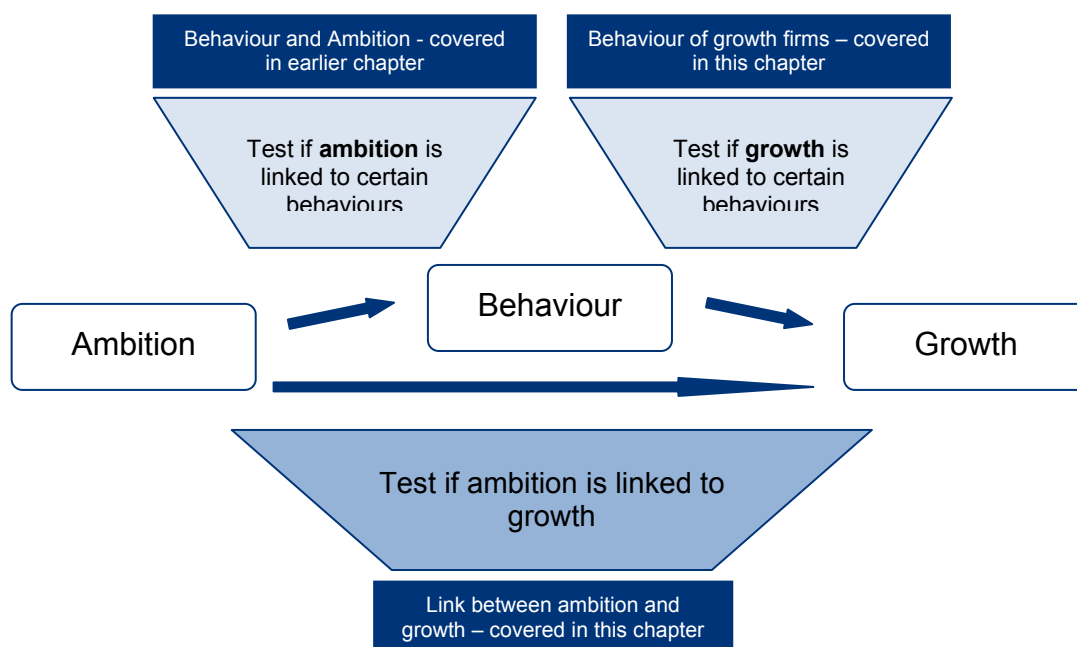 Behaviour and Ambition - covered
in earlier chapter
Behaviour of growth firms – covered
in this chapter
Test if ambition is
linked to certain
behaviours
Test if growth is
linked to certain
behaviours
Behaviour
Ambition
Growth
Test if ambition is linked to
growth
Link between ambition and
growth – covered in this chapter